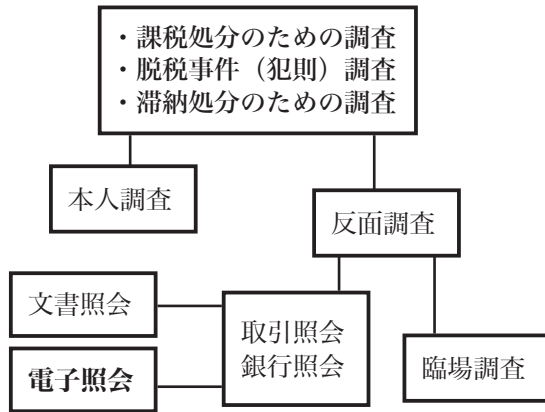 ・課税処分のための調査
・脱税事件（犯則）調査
・滞納処分のための調査
本人調査
反面調査
文書照会
電子照会
取引照会
銀行照会
臨場調査